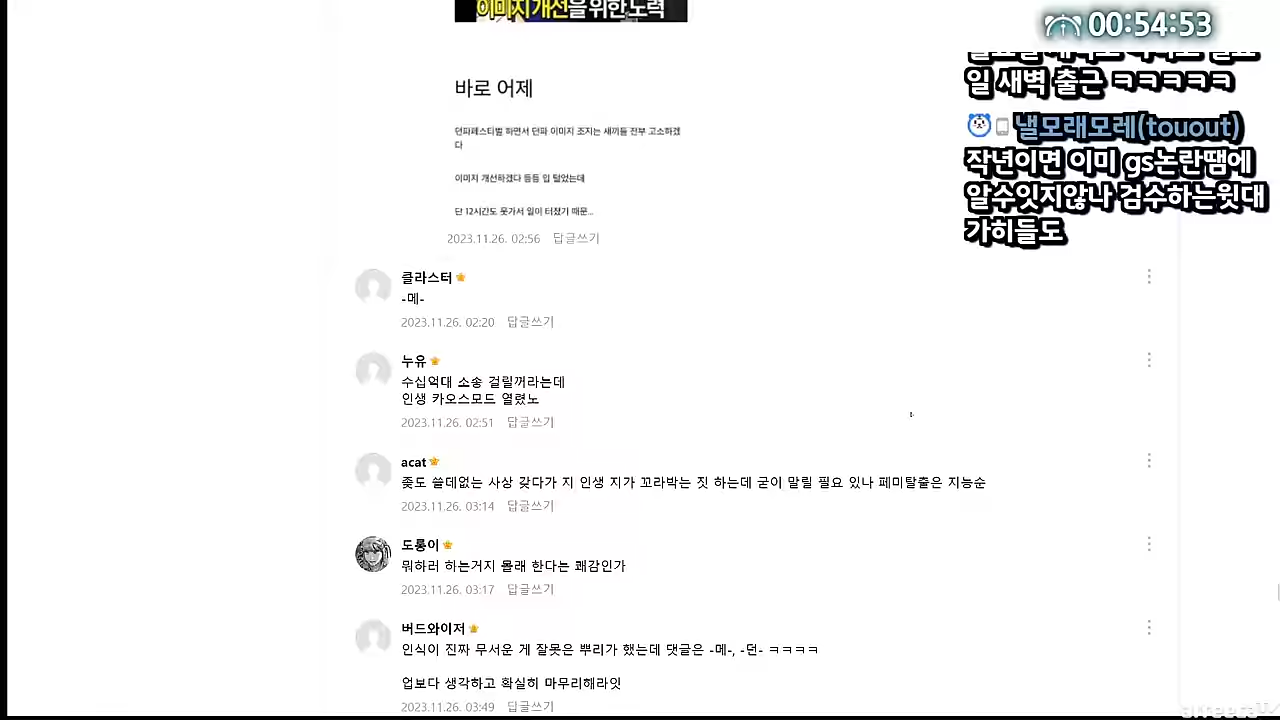 이미지개선을위한노력
00:54:53
일 새벽 출근 ㅋㅋㅋㅋㅋ
낼모래모레(touout)
작년이면 이미 gs논란땜에
알수잇지않나 검수하는윗대
가히들도
바로 어제
던파페스티벌 하면서 던파 이미지 조지는 새끼들 전부 고소하겠
다
이미지 개선하겠다 등등 입 털었는데
단 12시간도 못가서 일이 터졌기 때문...
2023.11.26. 02:56 답글쓰기
클라스터
-메-
2023.11.26. 02:20 답글쓰기
누유
수십억대 소송 걸릴꺼라는데
인생 카오스모드 열렸노
2023.11.26. 02:51 답글쓰기
acat
좆도 쓸데없는 사상 갖다가 지 인생 지가 꼬라박는 짓 하는데 굳이 말릴 필요 있나 페미탈출은 지능순
2023.11.26. 03:14 답글쓰기
도롱이
뭐하러 하는거지 몰래 한다는 쾌감인가
2023.11.26. 03:17 답글쓰기
버드와이저
인식이 진짜 무서운 게 잘못은 뿌리가 했는데 댓글은 -메-, -던- ㅋㅋㅋㅋ
업보다 생각하고 확실히 마무리해라잇
2023.11.26. 03:49 답글쓰기